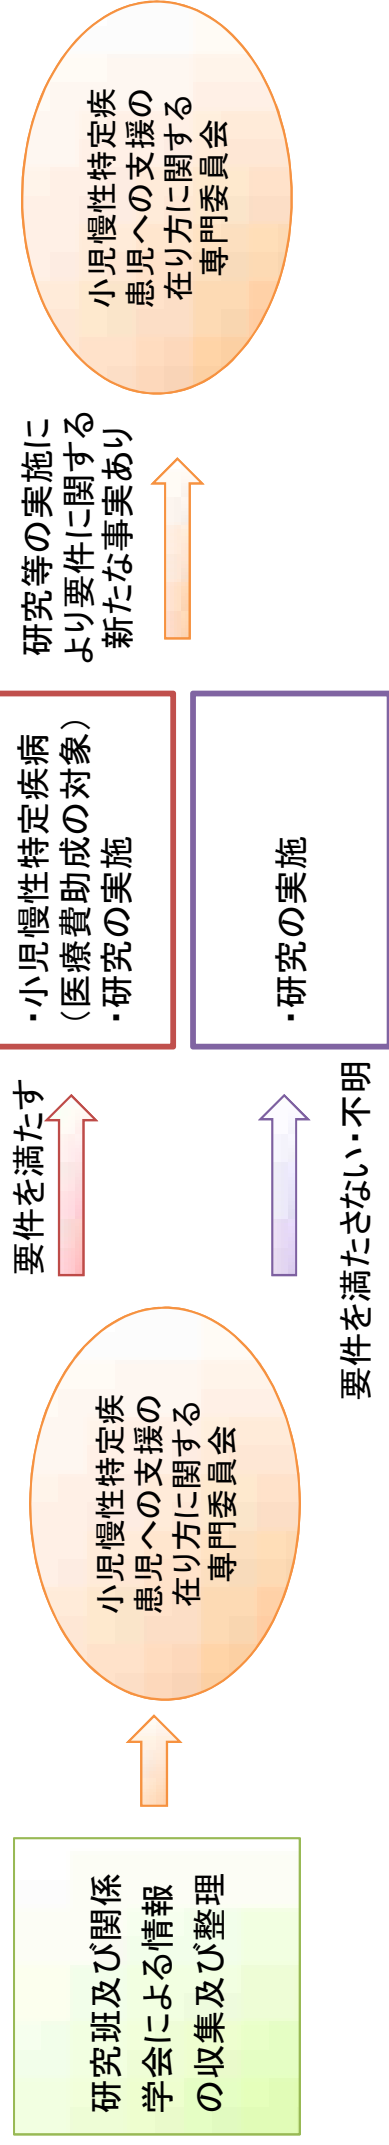 研究班及び関係
学会による情報
の収集及び整理
小児慢性特定疾
患児への支援の
在り方に関する
専門委員会
要件を満たす
要件を満たさない・不明
・小児慢性特定疾病
（医療費助成の対象）
・研究の実施
・研究の実施
研究等の実施に
より要件に関する
新たな事実あり
小児慢性特定疾
患児への支援の
在り方に関する
専門委員会